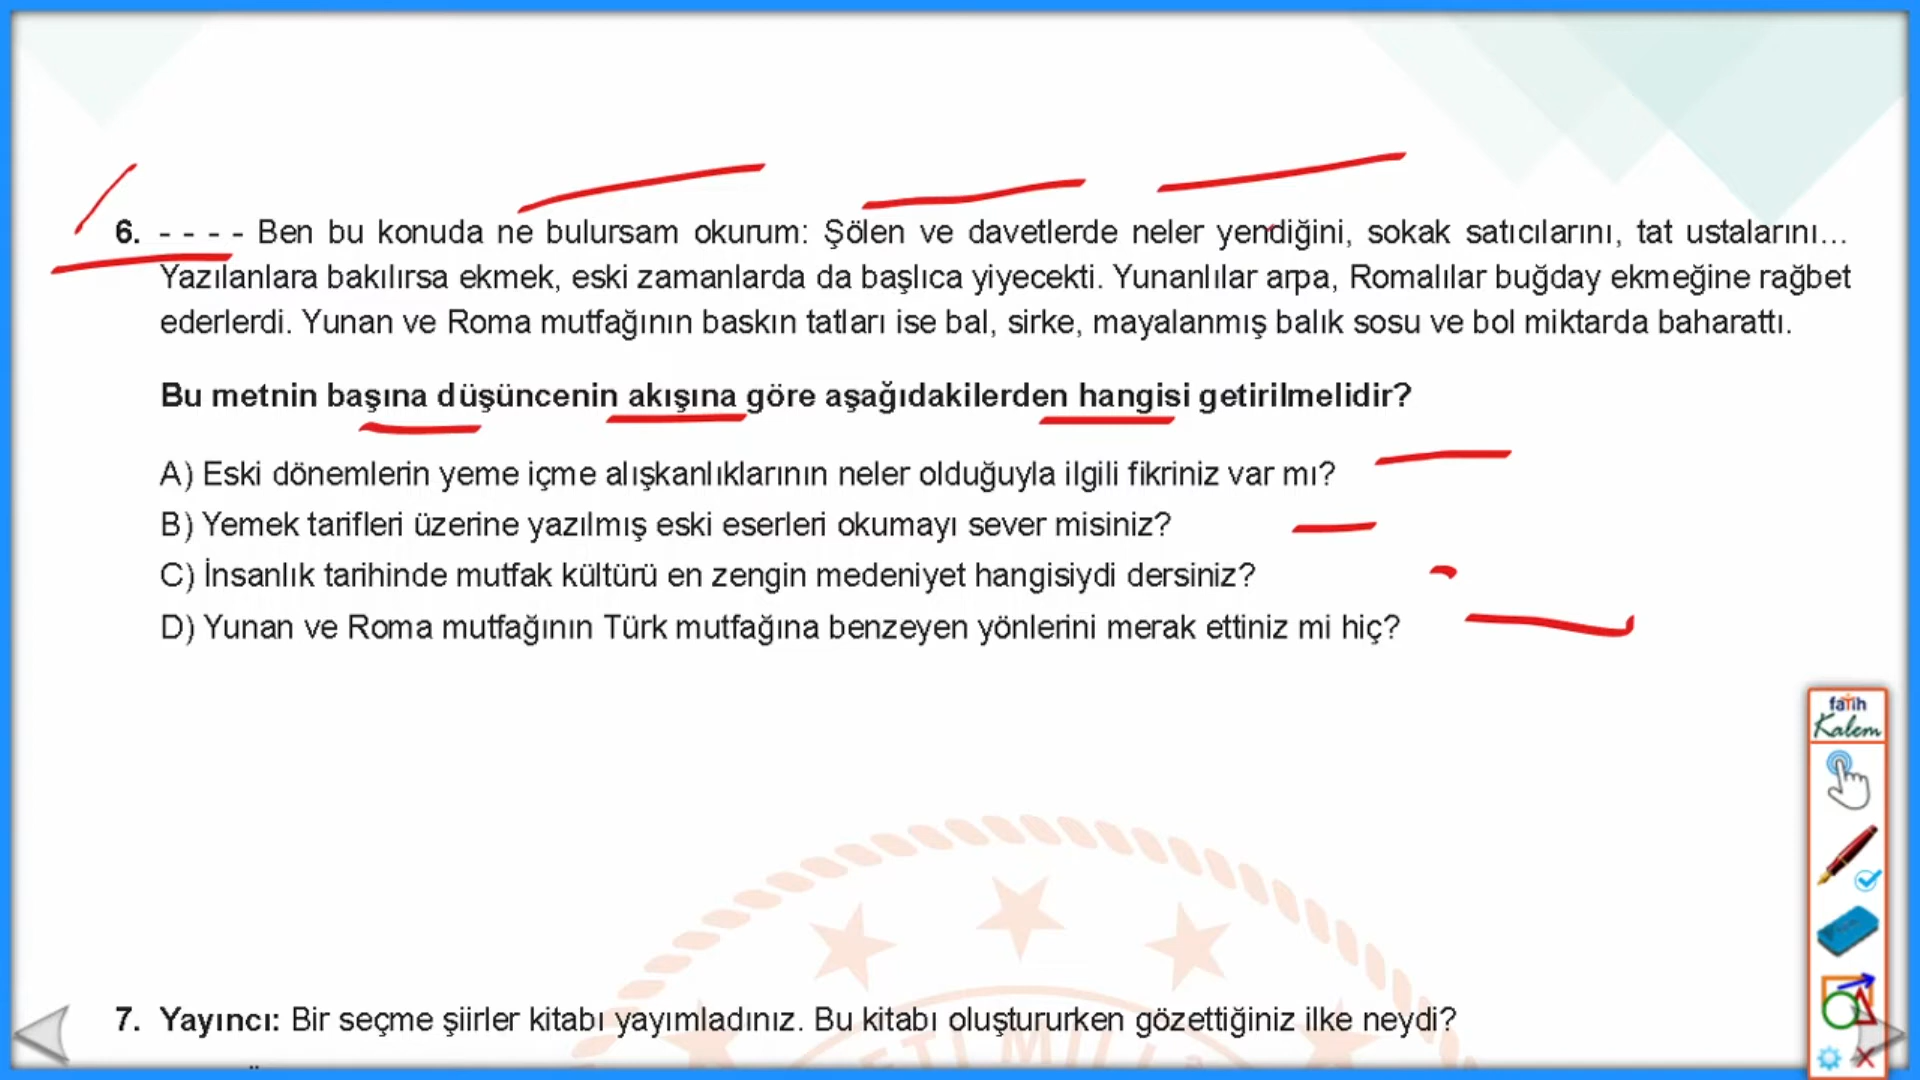 6. - - - - Ben bu konuda ne bulursam okurum: Şölen ve davetlerde neler yendiğini, sokak satıcılarını, tat ustalarını...
Yazılanlara bakılırsa ekmek, eski zamanlarda da başlıca yiyecekti. Yunanlılar arpa, Romalılar buğday ekmeğine rağbet
ederlerdi. Yunan ve Roma mutfağının baskın tatları ise bal, sirke, mayalanmış balık sosu ve bol miktarda baharattı.
Bu metnin başına düşüncenin akışına göre aşağıdakilerden hangisi getirilmelidir?
A) Eski dönemlerin yeme içme alışkanlıklarının neler olduğuyla ilgili fikriniz var mı?
B) Yemek tarifleri üzerine yazılmış eski eserleri okumayı sever misiniz?
C) İnsanlık tarihinde mutfak kültürü en zengin medeniyet hangisiydi dersiniz?
D) Yunan ve Roma mutfağının Türk mutfağına benzeyen yönlerini merak ettiniz mi hiç?
fatih
Kalem
7. Yayıncı: Bir seçme şiirler kitabı yayımladınız. Bu kitabı oluştururken gözettiğiniz ilke neydi?